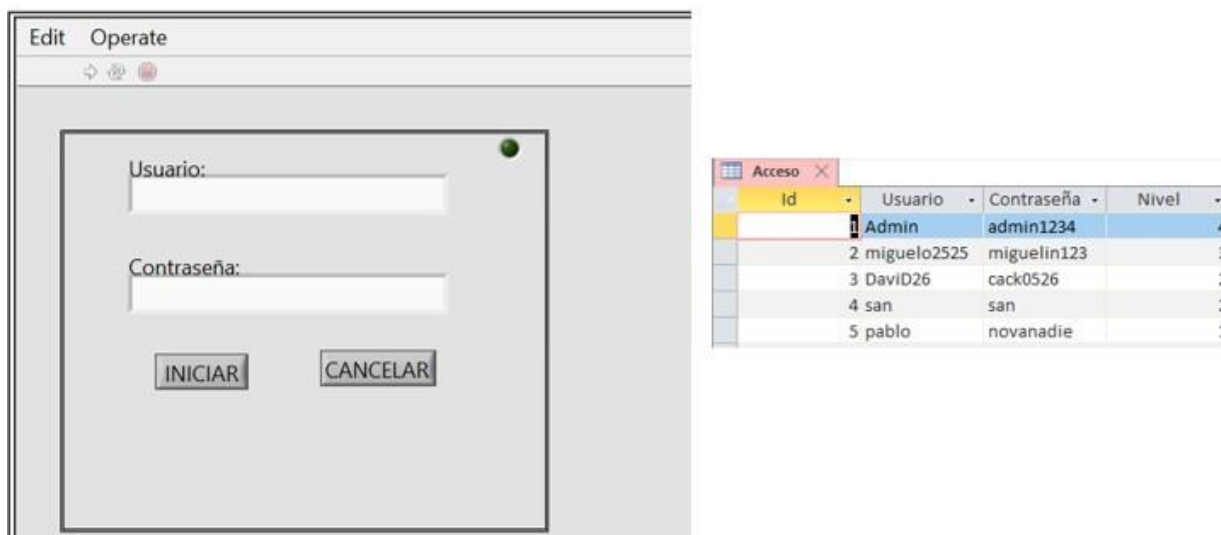 Edit Operate
Usuario:
Contraseña:
INICIAR CANCELAR
Acceso
Id Usuario Contraseña Nivel
1 Admin admin1234
2 miguelo2525 miguelin123
3 DaviD26 cack0526
4 san san
5 pablo novanadie